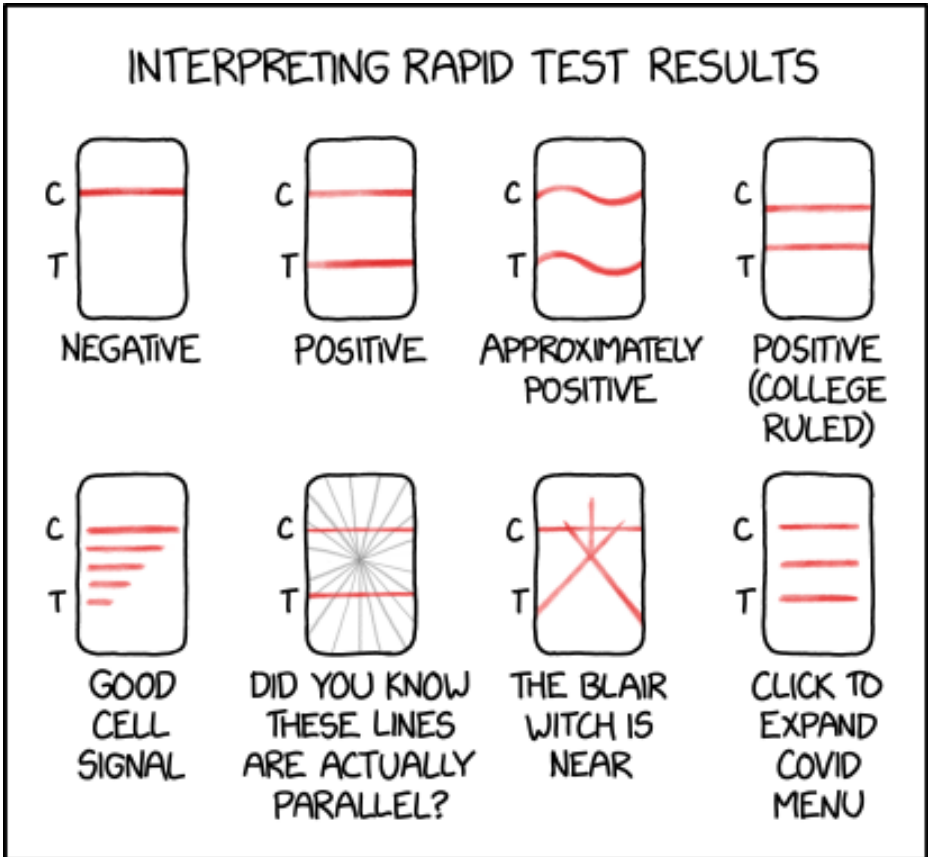 INTERPRETING RAPID TEST RESULTS
C
T
NEGATIVE
C
T
POSITIVE
C
T
APPROXIMATELY
POSITIVE
C
T
POSITIVE
(COLLEGE
RULED)
C
T
GOOD
CELL
SIGNAL
C
T
DID YOU KNOW
THESE LINES
ARE ACTUALLY
PARALLEL?
C
T
THE BLAIR
WITCH IS
NEAR
C
T
CLICK TO
EXPAND
COVID
MENU